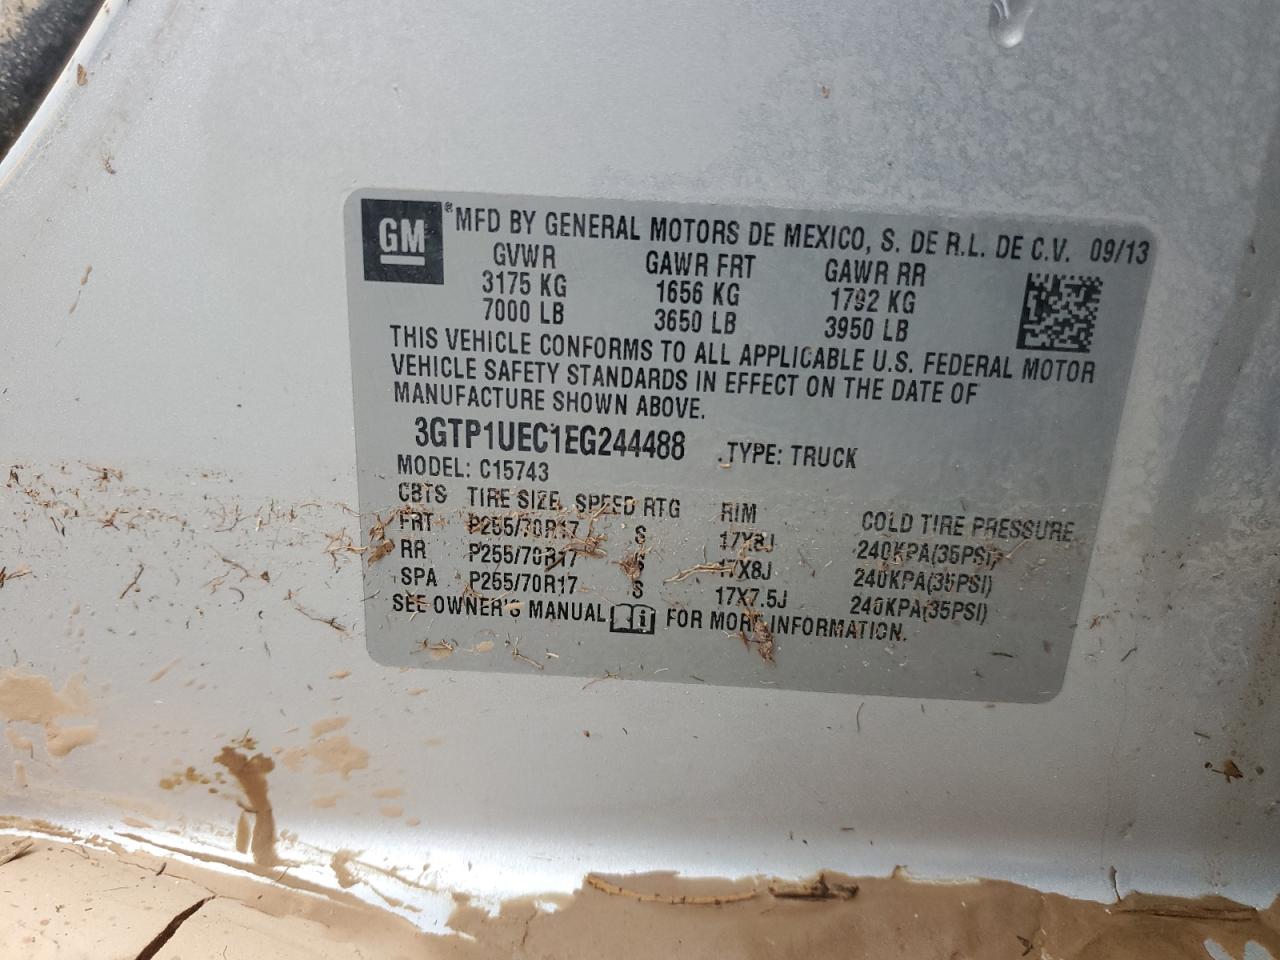 GM ® MFD BY GENERAL MOTORS DE MEXICO, S. DE R.L. DE C.V. 09/13
GVWR GAWR FRT GAWR RR
3175 KG 1656 KG 1792 KG
7000 LB 3650 LB 3950 LB
THIS VEHICLE CONFORMS TO ALL APPLICABLE U.S. FEDERAL MOTOR
VEHICLE SAFETY STANDARDS IN EFFECT ON THE DATE OF
MANUFACTURE SHOWN ABOVE.
3GTP1UEC1EG244488 TYPE: TRUCK
MODEL: C15743
CBTS TIRE SIZE SPEED RTG RIM COLD TIRE PRESSURE
FRT P255/70R17 S 17X8J 240KPA(35PSI)
RR P255/70R17 S 17X8J 240KPA(35PSI)
SPA P255/70R17 S 17X7.5J 240KPA(35PSI)
SEE OWNER'S MANUAL FOR MORE INFORMATION.